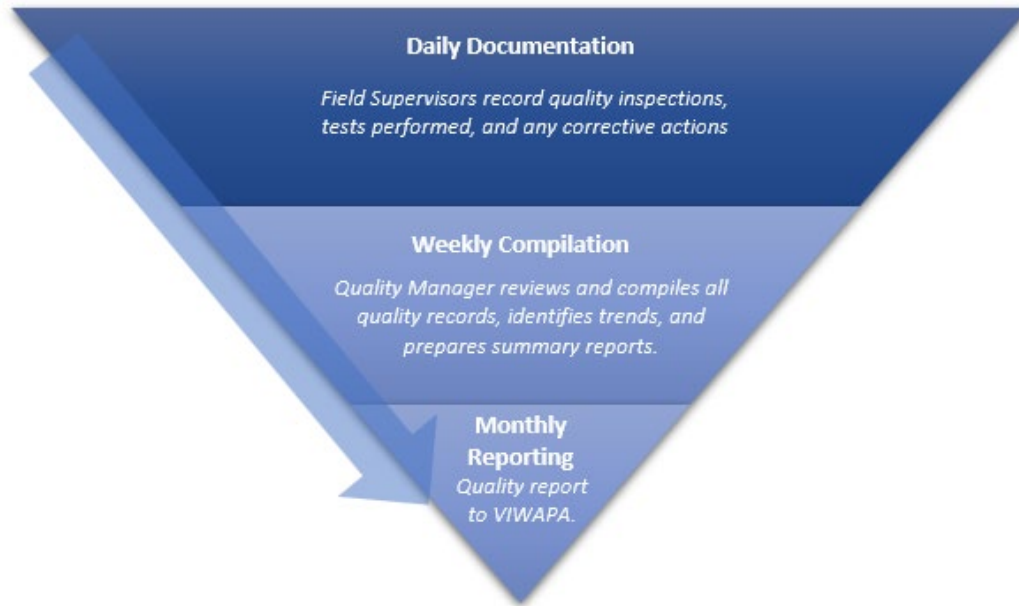 Daily Documentation
Field Supervisors record quality inspections,
tests performed, and any corrective actions
Weekly Compilation
Quality Manager reviews and compiles all
quality records, identifies trends, and
prepares summary reports.
Monthly
Reporting
Quality report
to VIWAPA.